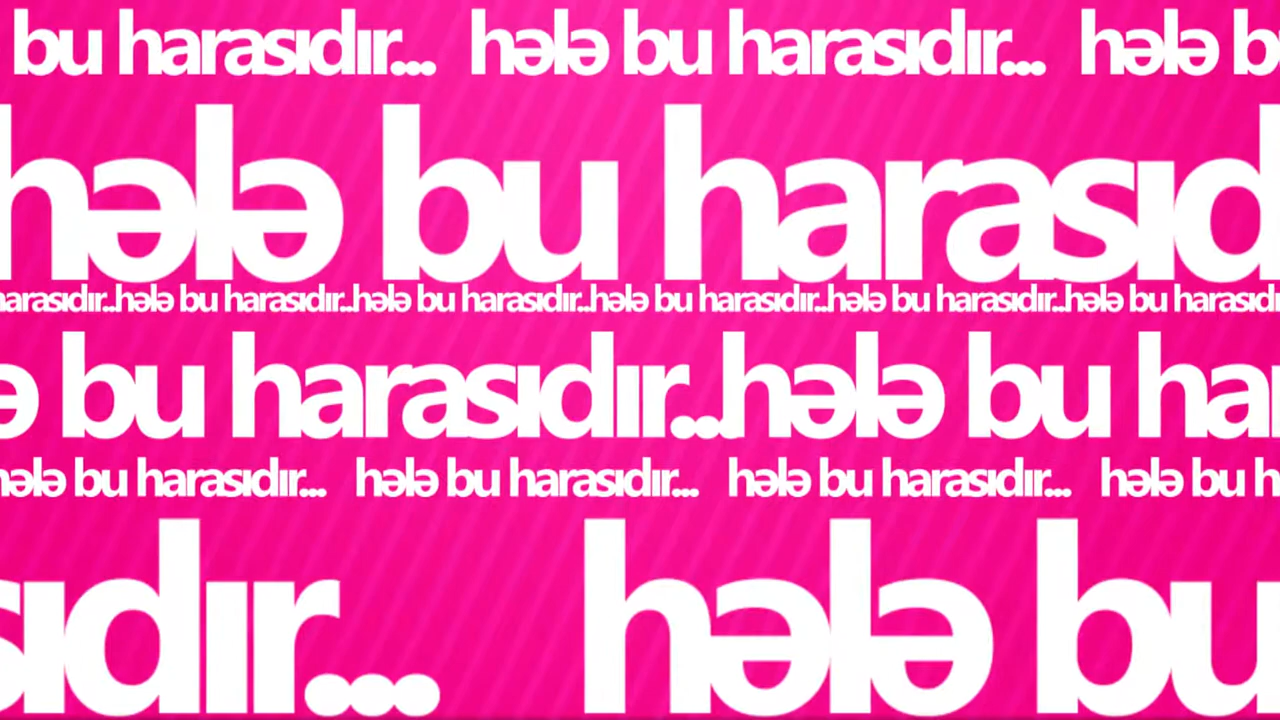 bu harasıdır... hələ bu harasıdır... hələ b
hələ bu harasıd
harasıdır..hələ bu harasıdır..hələ bu harasıdır..hələ bu harasıdır..hələ bu harasıdır..hələ bu harasıdı
ə bu harasıdır..hələ bu har
hələ bu harasıdır... hələ bu harasıdır... hələ bu harasıdır... hələ bu h
sıdır... hələ bu